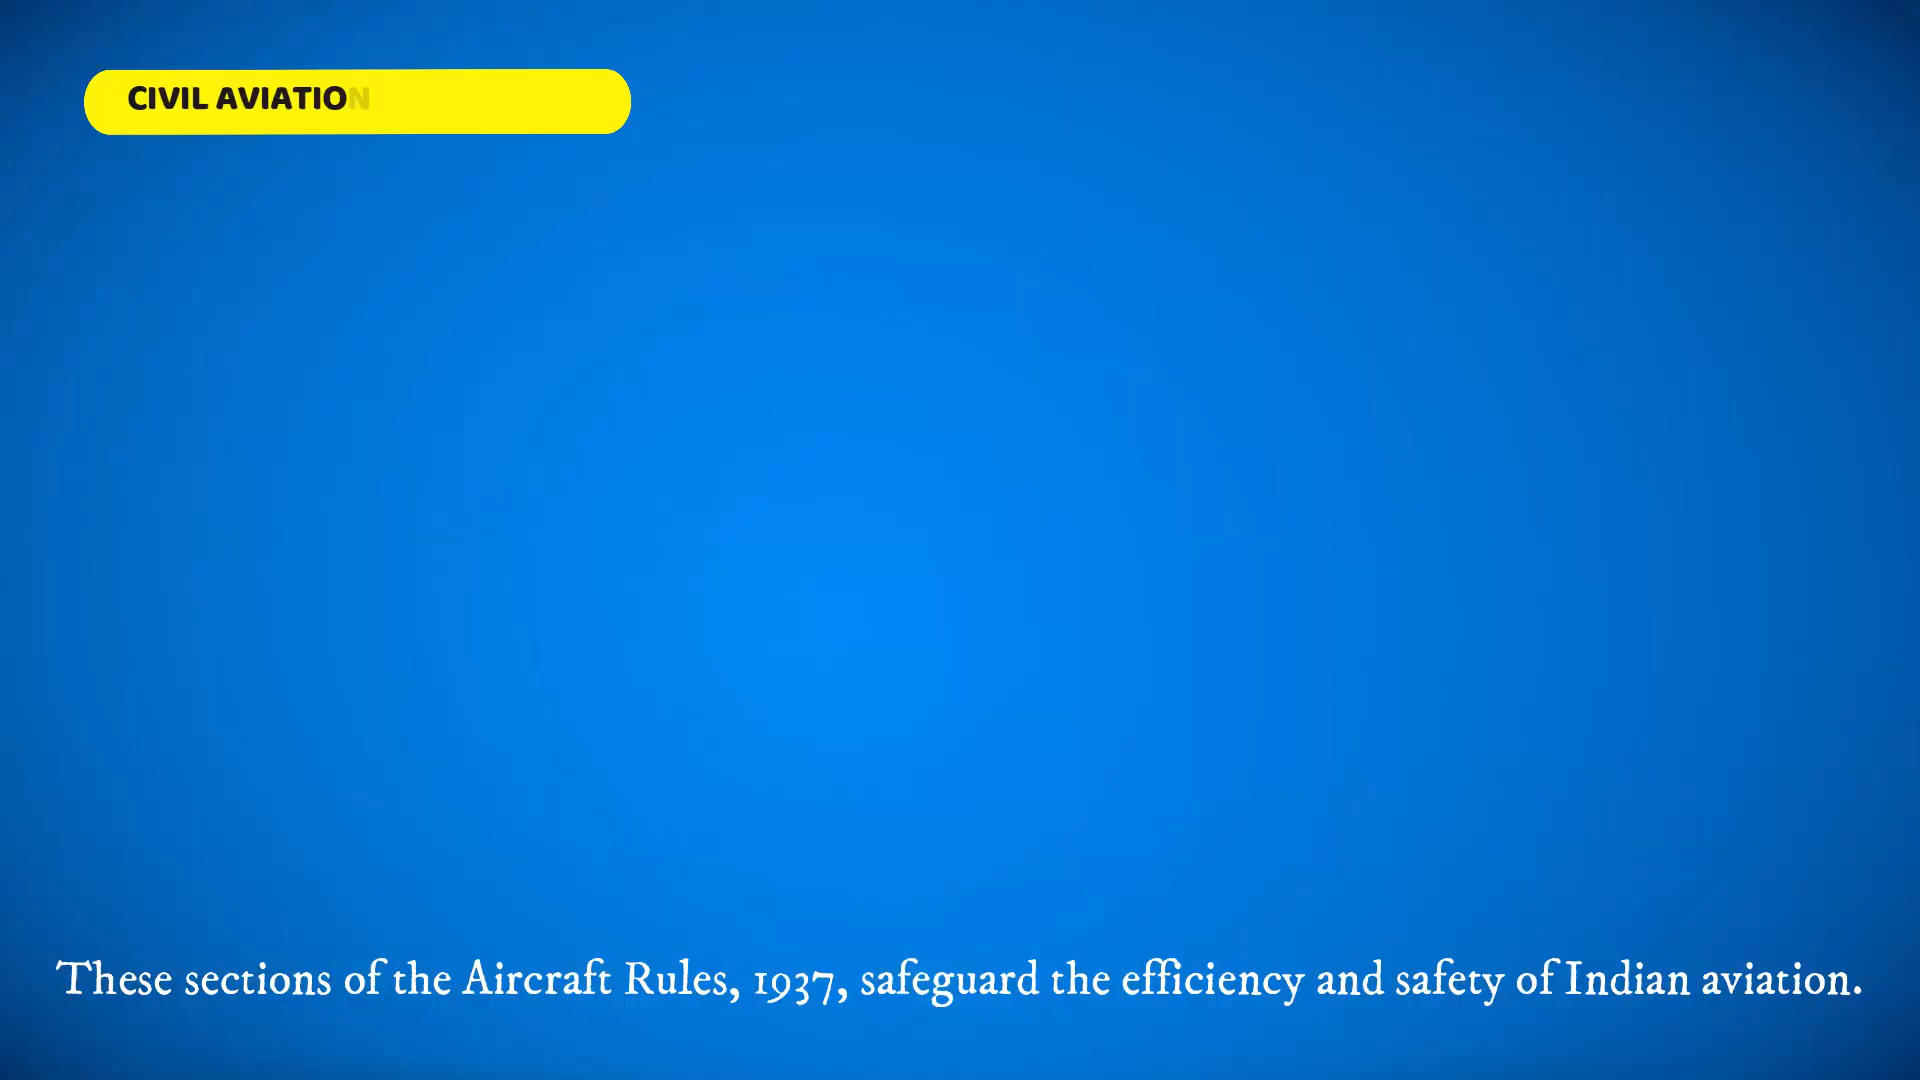 CIVIL AVIATION
These sections of the Aircraft Rules, 1937, safeguard the efficiency and safety of Indian aviation.